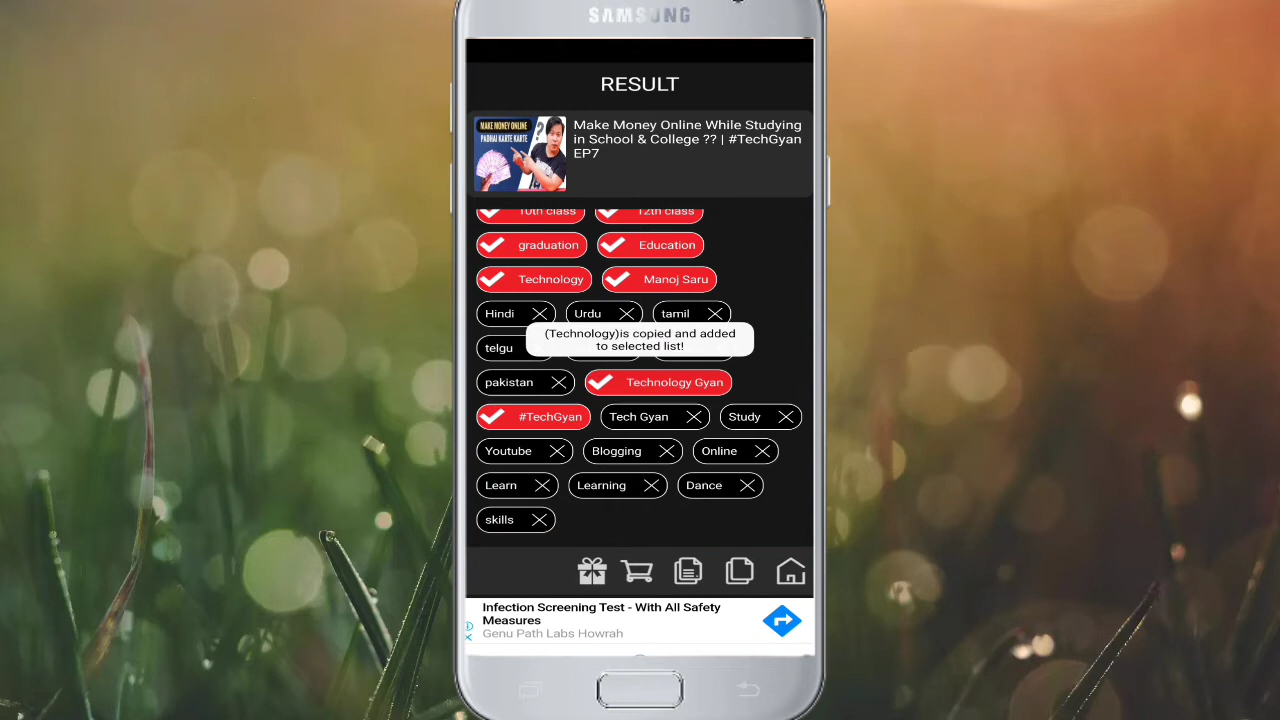 SAMSUNG
RESULT
MAKE MONEY ONLINE
PADHAI KARTE KARTE
Make Money Online While Studying
in School & College ?? | #TechGyan
EP7
10th class 12th class
graduation Education
Technology Manoj Saru
Hindi Urdu tamil
(Technology)is copied and added
to selected list!
telgu
pakistan Technology Gyan
#TechGyan Tech Gyan Study
Youtube Blogging Online
Learn Learning Dance
skills
Infection Screening Test - With All Safety
Measures
Genu Path Labs Howrah